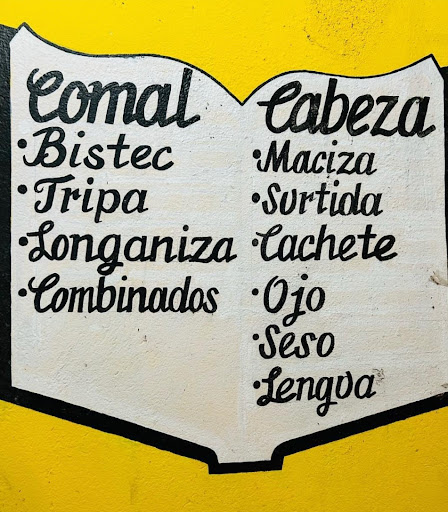 Comal
•Bistec
•Tripa
•Longaniza
•Combinados
Cabeza
•Maciza
•Surtida
•Cachete
•Ojo
•Seso
•Lengua